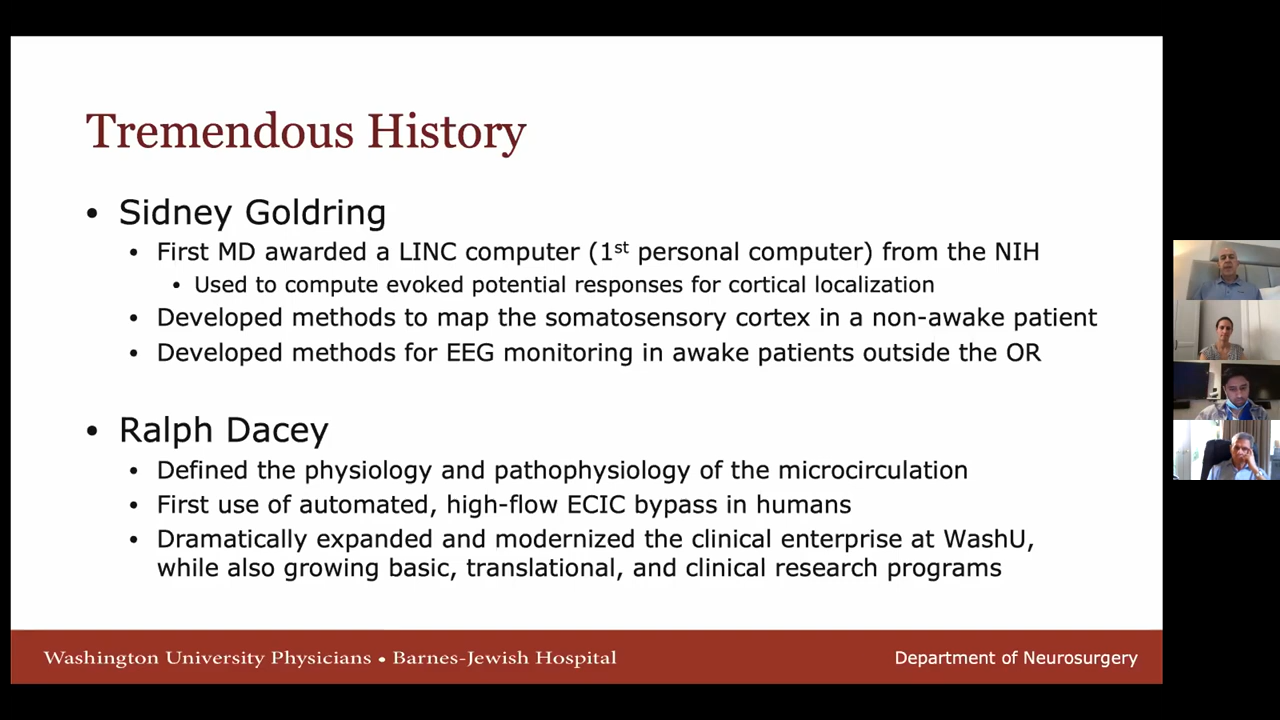 Tremendous History
• Sidney Goldring
• First MD awarded a LINC computer (1st personal computer) from the NIH
• Used to compute evoked potential responses for cortical localization
• Developed methods to map the somatosensory cortex in a non-awake patient
• Developed methods for EEG monitoring in awake patients outside the OR
• Ralph Dacey
• Defined the physiology and pathophysiology of the microcirculation
• First use of automated, high-flow ECIC bypass in humans
• Dramatically expanded and modernized the clinical enterprise at WashU,
while also growing basic, translational, and clinical research programs
Washington University Physicians • Barnes-Jewish Hospital
Department of Neurosurgery